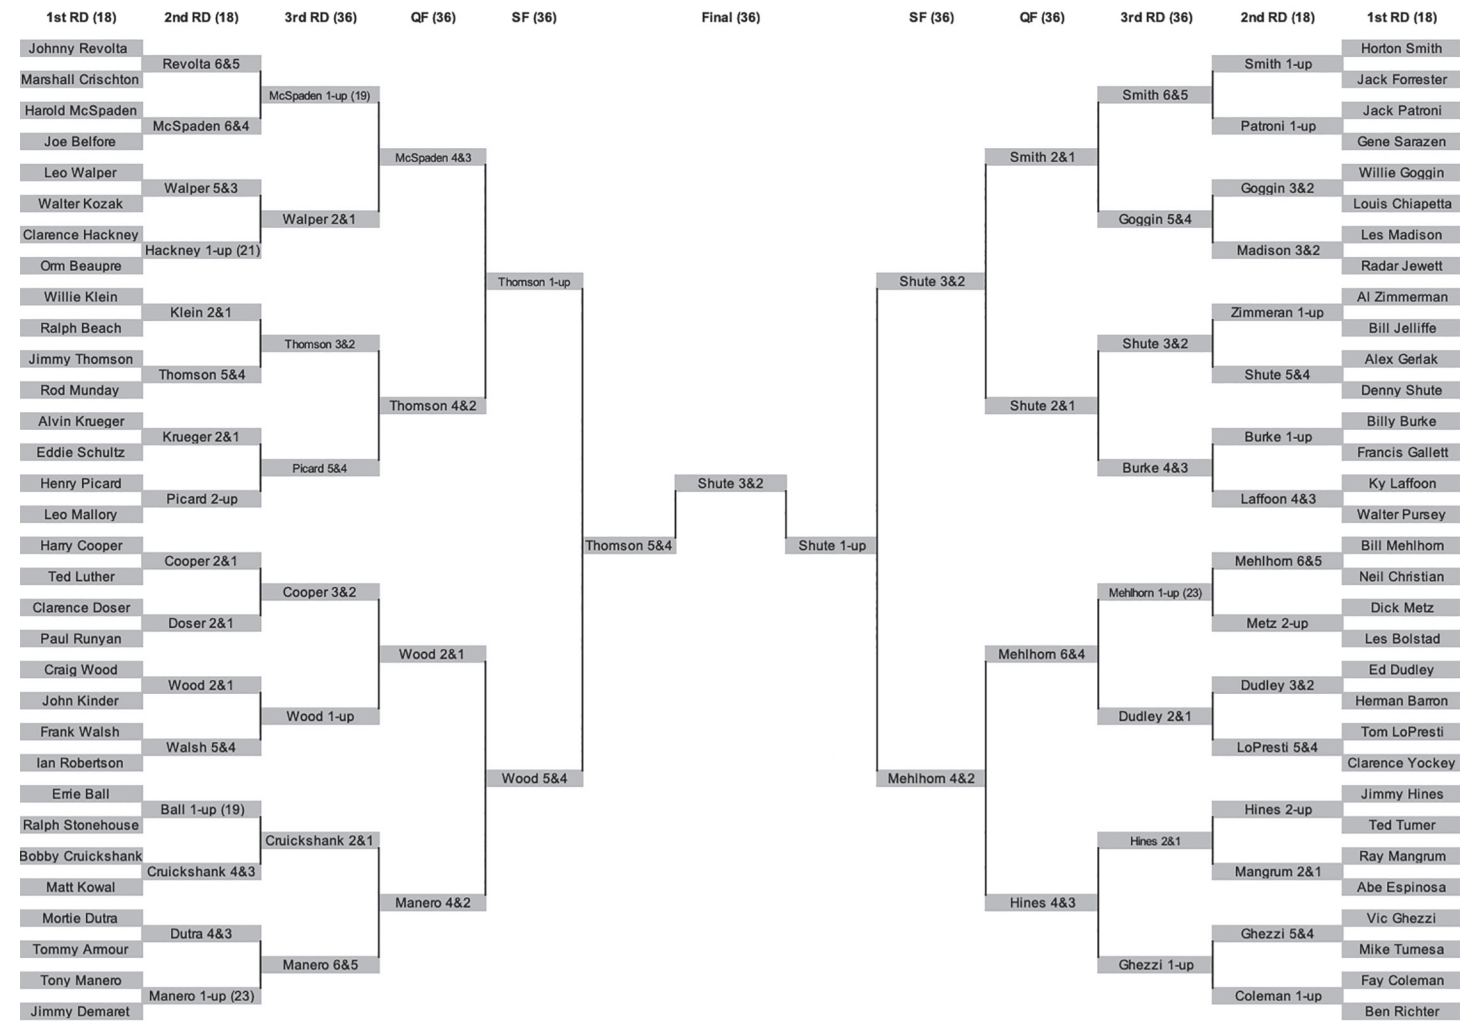 1st RD (18) 2nd RD (18) 3rd RD (36) QF (36) SF (36) Final (36) SF (36) QF (36) 3rd RD (36) 2nd RD (18) 1st RD (18)
Johnny Revolta Horton Smith
Revolta 6&5 Smith 1-up
Marshall Crischton Jack Forrester
McSpaden 1-up (19) Smith 6&5
Harold McSpaden Jack Patroni
McSpaden 6&4 Patroni 1-up
Joe Belfore Gene Sarazen
McSpaden 4&3 Smith 2&1
Leo Walper Willie Goggin
Walper 5&3 Goggin 3&2
Walter Kozak Louis Chiapetta
Walper 2&1 Goggin 5&4
Clarence Hackney Les Madison
Hackney 1-up (21) Madison 3&2
Orm Beaupre Radar Jewett
Thomson 1-up Shute 3&2
Willie Klein Al Zimmerman
Klein 2&1 Zimmeran 1-up
Ralph Beach Bill Jelliffe
Thomson 3&2 Shute 3&2
Jimmy Thomson Alex Gerlak
Thomson 5&4 Shute 5&4
Rod Munday Denny Shute
Thomson 4&2 Shute 2&1
Alvin Krueger Billy Burke
Krueger 2&1 Burke 1-up
Eddie Schultz Francis Gallett
Picard 5&4 Burke 4&3
Henry Picard Shute 3&2 Ky Laffoon
Picard 2-up Laffoon 4&3
Leo Mallory Walter Pursey
Harry Cooper Thomson 5&4 Shute 1-up Bill Mehlhorn
Cooper 2&1 Mehlhorn 6&5
Ted Luther Neil Christian
Cooper 3&2 Mehlhorn 1-up (23)
Clarence Doser Dick Metz
Doser 2&1 Metz 2-up
Paul Runyan Les Bolstad
Wood 2&1 Mehlhorn 6&4
Craig Wood Ed Dudley
Wood 2&1 Dudley 3&2
John Kinder Herman Barron
Wood 1-up Dudley 2&1
Frank Walsh Tom LoPresti
Walsh 5&4 LoPresti 5&4
Ian Robertson Clarence Yockey
Wood 5&4 Mehlhorn 4&2
Errie Ball Jimmy Hines
Ball 1-up (19) Hines 2-up
Ralph Stonehouse Ted Turner
Cruickshank 2&1 Hines 2&1
Bobby Cruickshank Ray Mangrum
Cruickshank 4&3 Mangrum 2&1
Matt Kowal Abe Espinosa
Manero 4&2 Hines 4&3
Mortie Dutra Vic Ghezzi
Dutra 4&3 Ghezzi 5&4
Tommy Armour Mike Turnesa
Manero 6&5 Ghezzi 1-up
Tony Manero Fay Coleman
Manero 1-up (23) Coleman 1-up
Jimmy Demaret Ben Richter